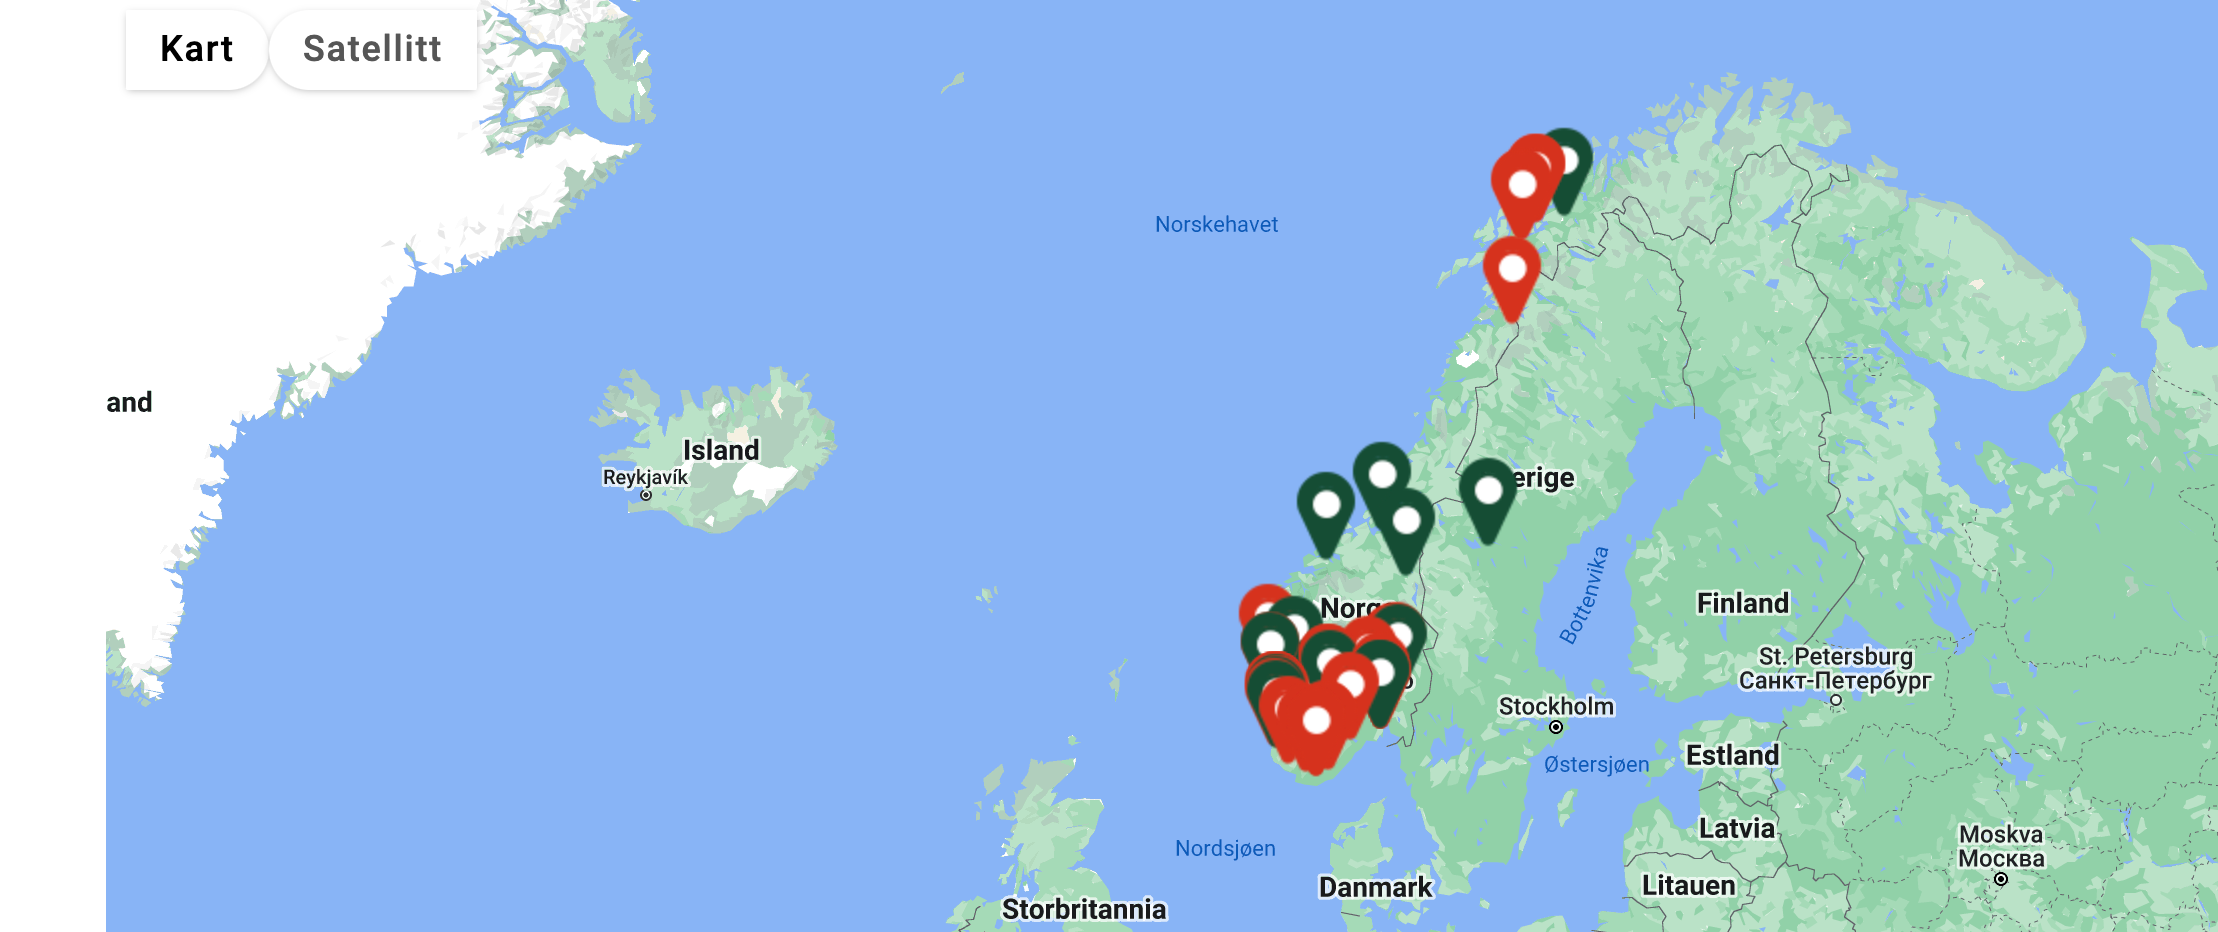 Kart
Satellitt
Norskehavet
and
Island
Reykjavík
erige
Norg
Bottenvika
Finland
St. Petersburg
Санкт-Петербург
Stockholm
Østersjøen
Estland
Latvia
Moskva
Москва
Nordsjøen
Danmark
Litauen
Storbritannia